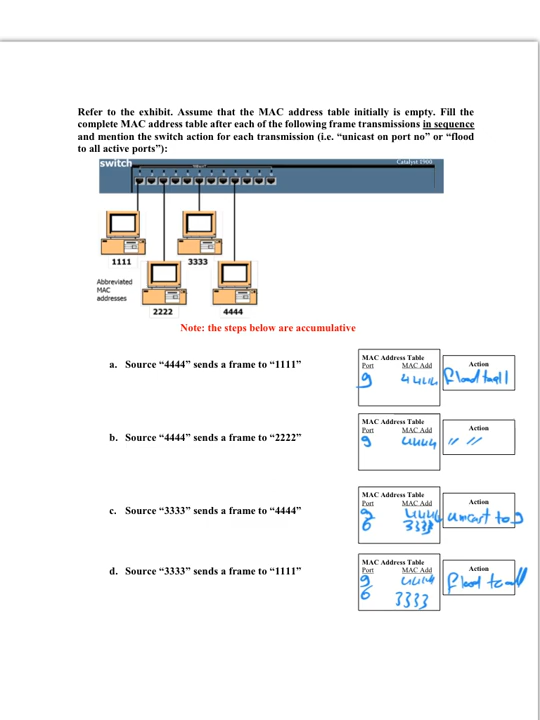 Refer to the exhibit. Assume that the MAC address table initially is empty. Fill the
complete MAC address table after each of the following frame transmissions in sequence
and mention the switch action for each transmission (i.e. “unicast on port no” or “flood
to all active ports”):
switch
Catalyst 1900
1111
3333
Abbreviated
MAC
addresses
2222
4444
Note: the steps below are accumulative
a. Source “4444” sends a frame to “1111”
MAC Address Table
Port MAC Add
9 4444
Action
flood to all
b. Source “4444” sends a frame to “2222”
MAC Address Table
Port MAC Add
9 4444
Action
// //
c. Source “3333” sends a frame to “4444”
MAC Address Table
Port MAC Add
9 4444
6 3333
Action
unicast to 9
d. Source “3333” sends a frame to “1111”
MAC Address Table
Port MAC Add
9 4444
6 3333
Action
flood to all